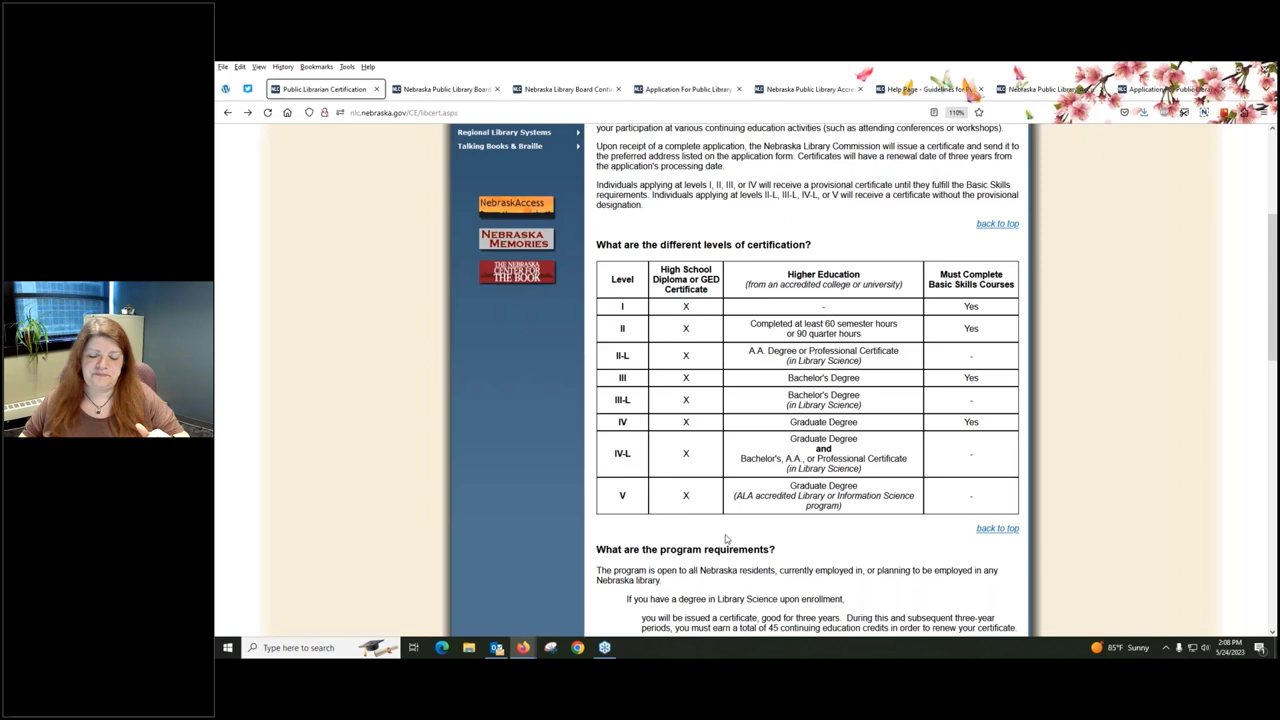 File Edit View History Bookmarks Tools Help
Public Librarian Certification
Nebraska Public Library Board
Nebraska Library Board Conti
Application For Public Library
Nebraska Public Library Accre
Help Page - Guidelines for P
Nebraska Public Li
Applicati
nlc.nebraska.gov/CE/libcert.aspx
110%
Regional Library Systems
Talking Books & Braille
NebraskAccess
NEBRASKA
MEMORIES
THE NEBRASKA
CENTER FOR
THE BOOK
your participation at various continuing education activities (such as attending conferences or workshops).
Upon receipt of a complete application, the Nebraska Library Commission will issue a certificate and send it to
the preferred address listed on the application form. Certificates will have a renewal date of three years from
the application's processing date.
Individuals applying at levels I, II, III, or IV will receive a provisional certificate until they fulfill the Basic Skills
requirements. Individuals applying at levels II-L, III-L, IV-L, or V will receive a certificate without the provisional
designation.
back to top
What are the different levels of certification?
Level
High School
Diploma or GED
Certificate
Higher Education
(from an accredited college or university)
Must Complete
Basic Skills Courses
I X - Yes
II X Completed at least 60 semester hours
or 90 quarter hours Yes
II-L X A.A. Degree or Professional Certificate
(in Library Science) -
III X Bachelor's Degree Yes
III-L X Bachelor's Degree
(in Library Science) -
IV X Graduate Degree Yes
IV-L X Graduate Degree
and
Bachelor's, A.A., or Professional Certificate
(in Library Science) -
V X Graduate Degree
(ALA accredited Library or Information Science
program) -
back to top
What are the program requirements?
The program is open to all Nebraska residents, currently employed in, or planning to be employed in any
Nebraska library.
If you have a degree in Library Science upon enrollment,
you will be issued a certificate, good for three years. During this and subsequent three-year
periods, you must earn a total of 45 continuing education credits in order to renew your certificate.
Type here to search
85°F Sunny
2:08 PM
5/24/2023